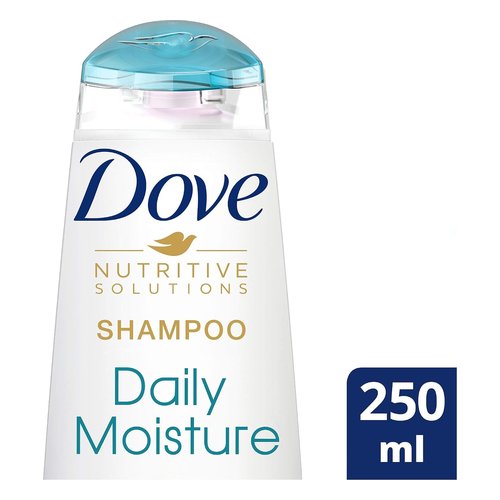 Dove
NUTRITIVE
SOLUTIONS
SHAMPOO
Daily
Moisture
250
ml